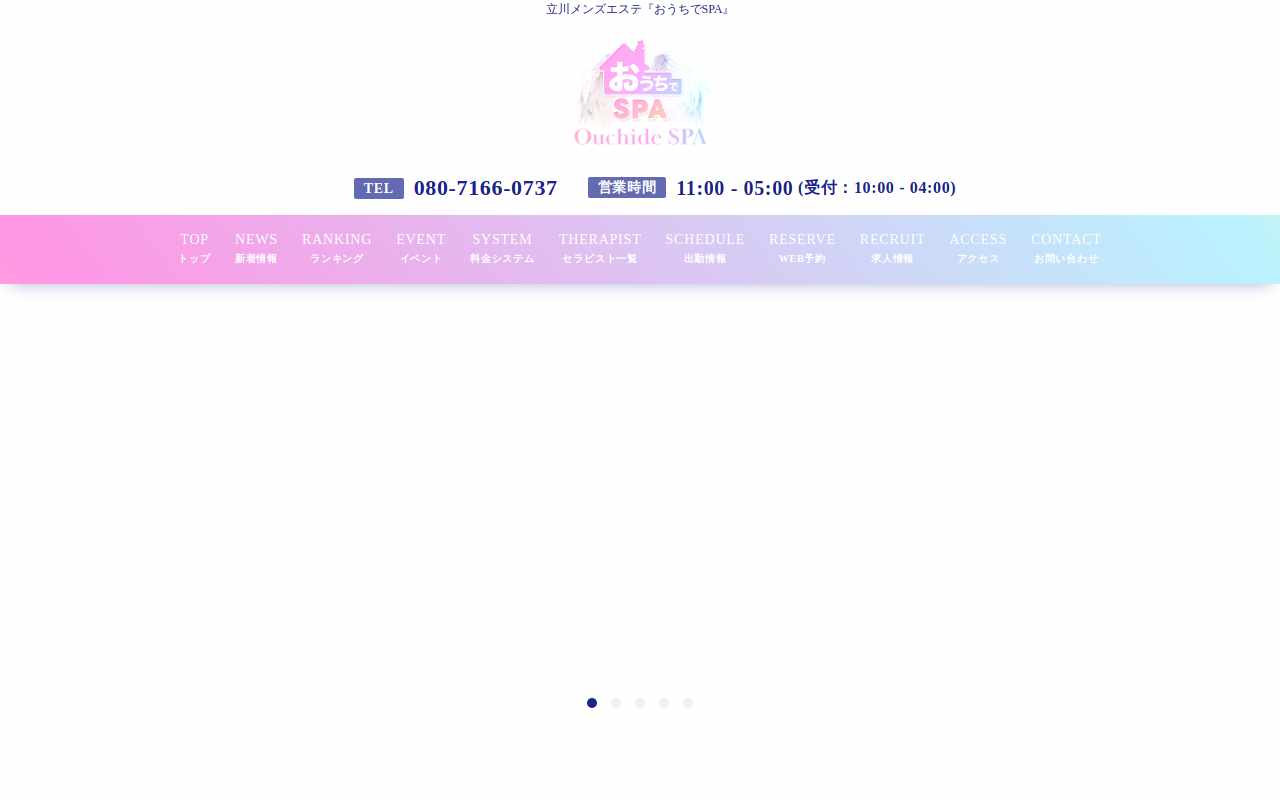 立川メンズエステ『おうちでSPA』
おうちで
SPA
Ouchide SPA
TEL 080-7166-0737 営業時間 11:00 - 05:00 (受付：10:00 - 04:00)
TOP NEWS RANKING EVENT SYSTEM THERAPIST SCHEDULE RESERVE RECRUIT ACCESS CONTACT
トップ 新着情報 ランキング イベント 料金システム セラピスト一覧 出勤情報 WEB予約 求人情報 アクセス お問い合わせ